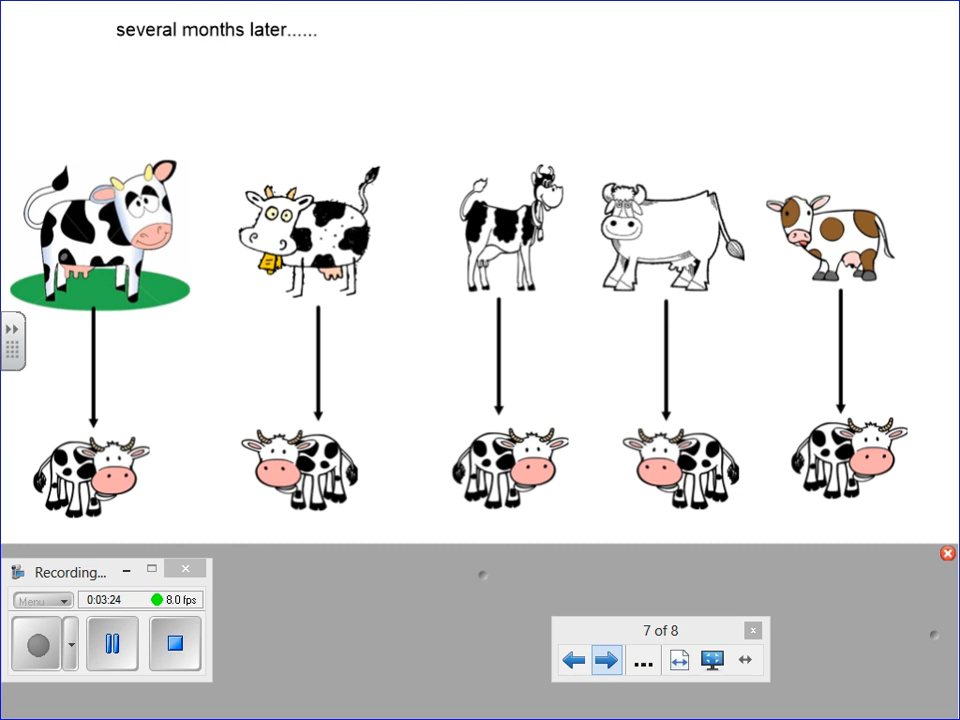 several months later......
Recording...
Menu
0:03:24
8.0 fps
7 of 8
...